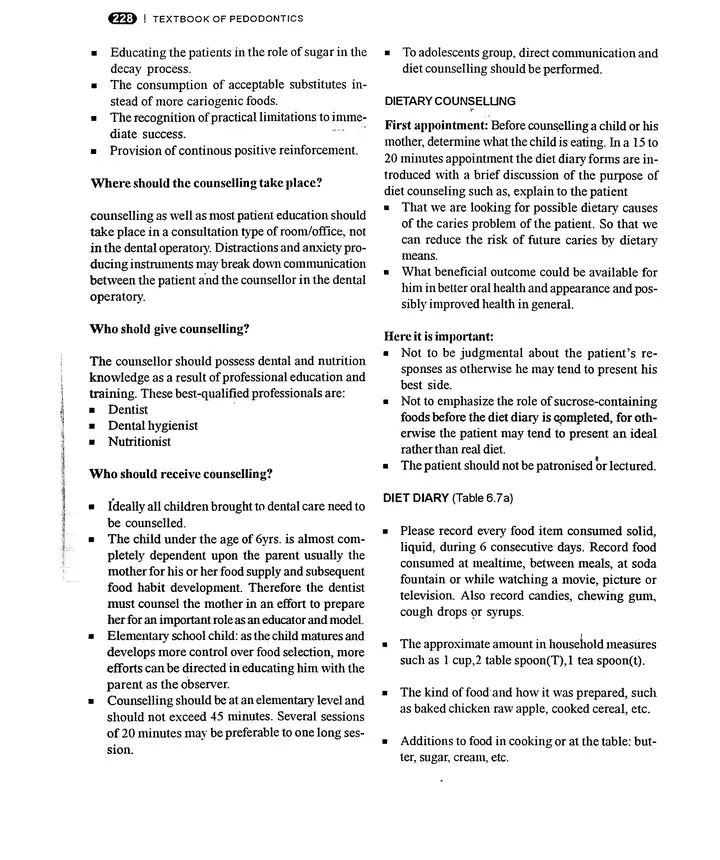 228 | TEXTBOOK OF PEDODONTICS
▪ Educating the patients in the role of sugar in the
decay process.
▪ The consumption of acceptable substitutes in-
stead of more cariogenic foods.
▪ The recognition of practical limitations to imme-
diate success.
▪ Provision of continous positive reinforcement.
Where should the counselling take place?
counselling as well as most patient education should
take place in a consultation type of room/office, not
in the dental operatory. Distractions and anxiety pro-
ducing instruments may break down communication
between the patient and the counsellor in the dental
operatory.
Who shold give counselling?
The counsellor should possess dental and nutrition
knowledge as a result of professional education and
training. These best-qualified professionals are:
▪ Dentist
▪ Dental hygienist
▪ Nutritionist
Who should receive counselling?
▪ Ideally all children brought to dental care need to
be counselled.
▪ The child under the age of 6yrs. is almost com-
pletely dependent upon the parent usually the
mother for his or her food supply and subsequent
food habit development. Therefore the dentist
must counsel the mother in an effort to prepare
her for an important role as an educator and model.
▪ Elementary school child: as the child matures and
develops more control over food selection, more
efforts can be directed in educating him with the
parent as the observer.
▪ Counselling should be at an elementary level and
should not exceed 45 minutes. Several sessions
of 20 minutes may be preferable to one long ses-
sion.
▪ To adolescents group, direct communication and
diet counselling should be performed.
DIETARY COUNSELLING
First appointment: Before counselling a child or his
mother, determine what the child is eating. In a 15 to
20 minutes appointment the diet diary forms are in-
troduced with a brief discussion of the purpose of
diet counseling such as, explain to the patient
▪ That we are looking for possible dietary causes
of the caries problem of the patient. So that we
can reduce the risk of future caries by dietary
means.
▪ What beneficial outcome could be available for
him in better oral health and appearance and pos-
sibly improved health in general.
Here it is important:
▪ Not to be judgmental about the patient's re-
sponses as otherwise he may tend to present his
best side.
▪ Not to emphasize the role of sucrose-containing
foods before the diet diary is completed, for oth-
erwise the patient may tend to present an ideal
rather than real diet.
▪ The patient should not be patronised or lectured.
DIET DIARY (Table 6.7a)
▪ Please record every food item consumed solid,
liquid, during 6 consecutive days. Record food
consumed at mealtime, between meals, at soda
fountain or while watching a movie, picture or
television. Also record candies, chewing gum,
cough drops or syrups.
▪ The approximate amount in household measures
such as 1 cup,2 table spoon(T),1 tea spoon(t).
▪ The kind of food and how it was prepared, such
as baked chicken raw apple, cooked cereal, etc.
▪ Additions to food in cooking or at the table: but-
ter, sugar, cream, etc.